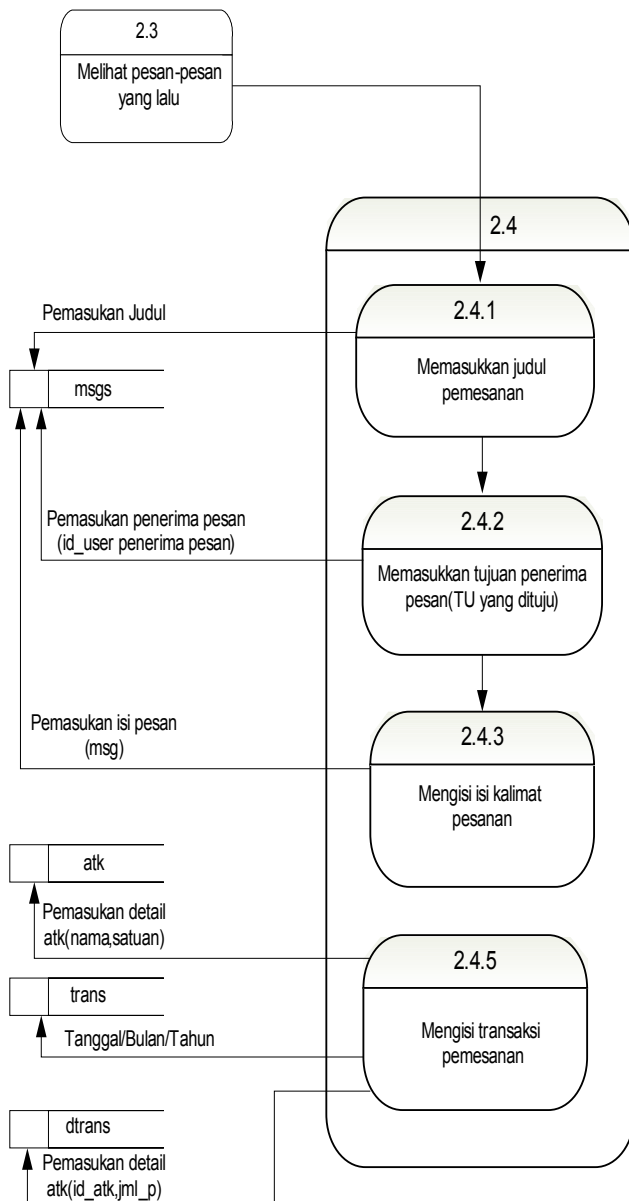 2.3
Melihat pesan-pesan
yang lalu
2.4
2.4.1
Memasukkan judul
pemesanan
Pemasukan Judul
msgs
2.4.2
Memasukkan tujuan penerima
pesan(TU yang dituju)
Pemasukan penerima pesan
(id_user penerima pesan)
2.4.3
Mengisi isi kalimat
pesanan
Pemasukan isi pesan
(msg)
atk
Pemasukan detail
atk(nama,satuan)
2.4.5
Mengisi transaksi
pemesanan
trans
Tanggal/Bulan/Tahun
dtrans
Pemasukan detail
atk(id_atk,jml_p)